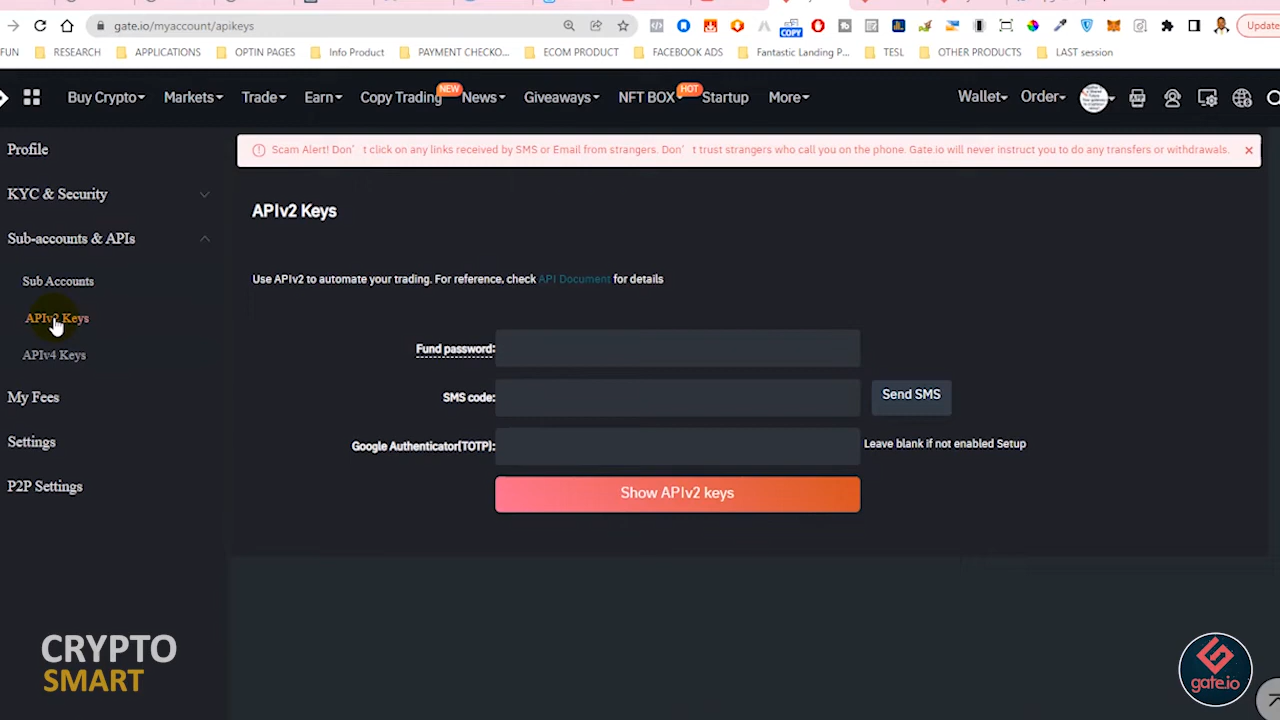 gate.io/myaccount/apikeys
COPY
Update
FUN RESEARCH APPLICATIONS OPTIN PAGES Info Product PAYMENT CHECKO... ECOM PRODUCT FACEBOOK ADS Fantastic Landing P... TESL OTHER PRODUCTS LAST session
Buy Crypto Markets Trade Earn Copy Trading NEW News Giveaways NFT BOX HOT Startup More Wallet Order
Profile
Scam Alert! Don't click on any links received by SMS or Email from strangers. Don't trust strangers who call you on the phone. Gate.io will never instruct you to do any transfers or withdrawals.
KYC & Security
APIv2 Keys
Sub-accounts & APIs
Sub Accounts
Use APIv2 to automate your trading. For reference, check API Document for details
APIv2 Keys
APIv4 Keys
Fund password:
My Fees
SMS code:
Send SMS
Settings
Google Authenticator(TOTP):
Leave blank if not enabled Setup
P2P Settings
Show APIv2 keys
CRYPTO
SMART
gate.io